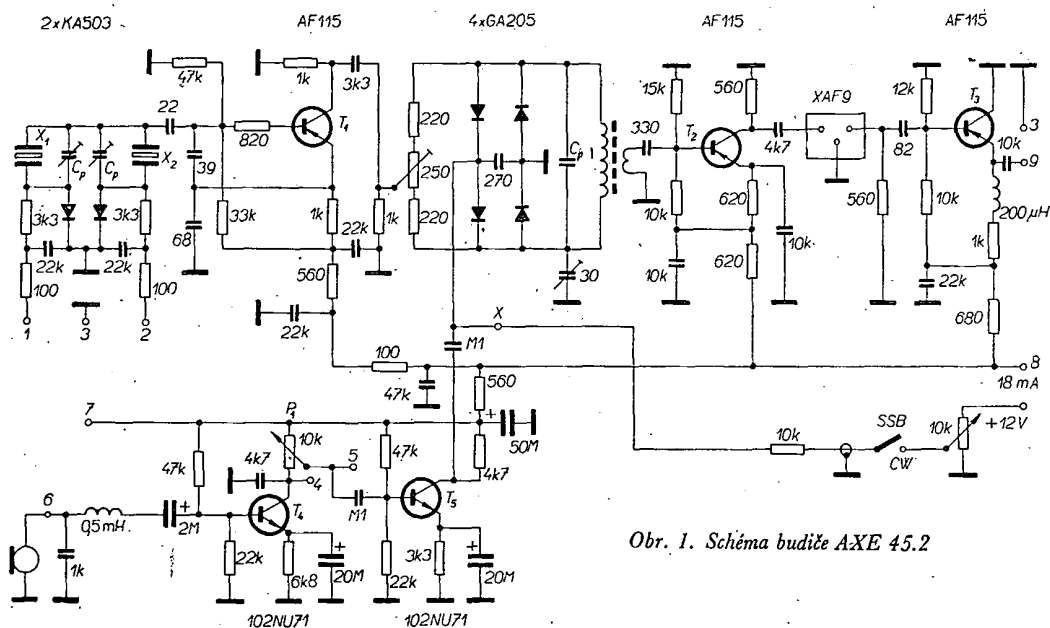 2xKA503
AF115
4xGA205
AF115
AF115
47k
1k
3k3
15k
560
XAF9
12k
T3
X1
Cp
Cp
X2
22
39
820
T1
220
250
220
270
Cp
330
T2
4k7
82
10k
3
9
3k3
3k3
68
33k
1k
22k
1k
10k
620
560
10k
200µH
1k
22k
22k
100
100
560
30
10k
620
10k
22k
680
1
3
2
22k
X
M1
100
47k
560
8
18 mA
7
P1
10k
+
50M
10k
SSB
CW
10k
+12V
47k
4k7
5
4
47k
4k7
6
0,5mH
+
2M
T4
M1
T5
1k
22k
6k8
+
20M
22k
3k3
+
20M
102NU71
102NU71
Obr. 1. Schéma budiče AXE 45.2